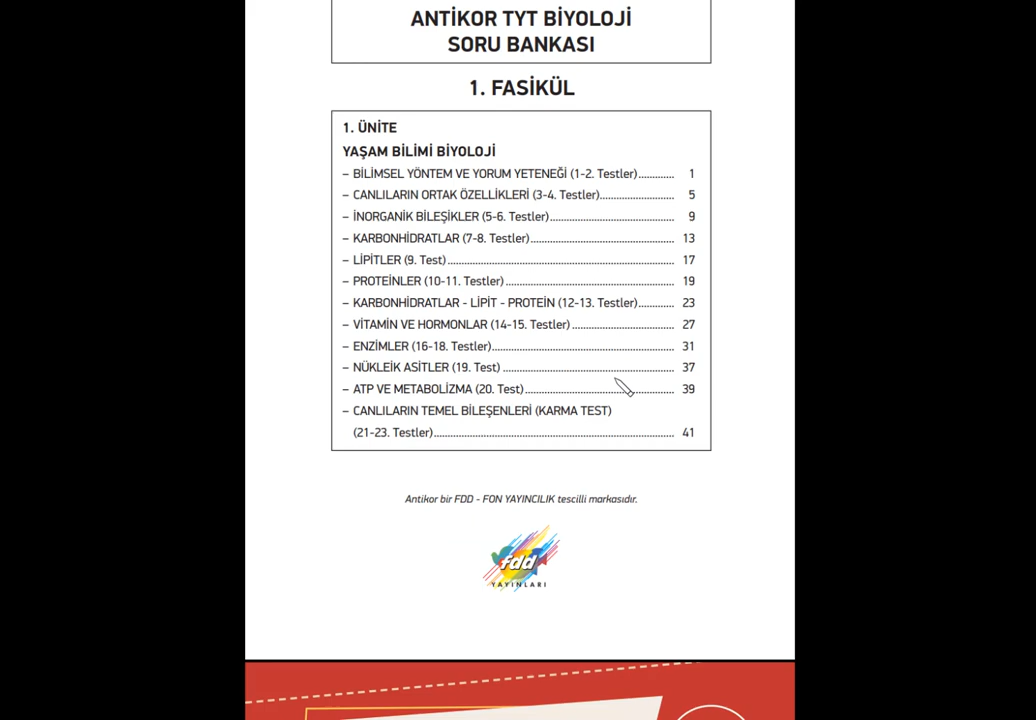 ANTİKOR TYT BİYOLOJİ
SORU BANKASI
1. FASİKÜL
1. ÜNİTE
YAŞAM BİLİMİ BİYOLOJİ
– BİLİMSEL YÖNTEM VE YORUM YETENEĞİ (1-2. Testler)............ 1
– CANLILARIN ORTAK ÖZELLİKLERİ (3-4. Testler)......................... 5
– İNORGANİK BİLEŞİKLER (5-6. Testler).......................................... 9
– KARBONHİDRATLAR (7-8. Testler)................................................ 13
– LİPİTLER (9. Test)............................................................................ 17
– PROTEİNLER (10-11. Testler)......................................................... 19
– KARBONHİDRATLAR - LİPİT - PROTEİN (12-13. Testler)............ 23
– VİTAMİN VE HORMONLAR (14-15. Testler).................................. 27
– ENZİMLER (16-18. Testler)............................................................. 31
– NÜKLEİK ASİTLER (19. Test).......................................................... 37
– ATP VE METABOLİZMA (20. Test).................................................. 39
– CANLILARIN TEMEL BİLEŞENLERİ (KARMA TEST)
(21-23. Testler)................................................................................ 41
Antikor bir FDD - FON YAYINCILIK tescilli markasıdır.
fdd
YAYINLARI